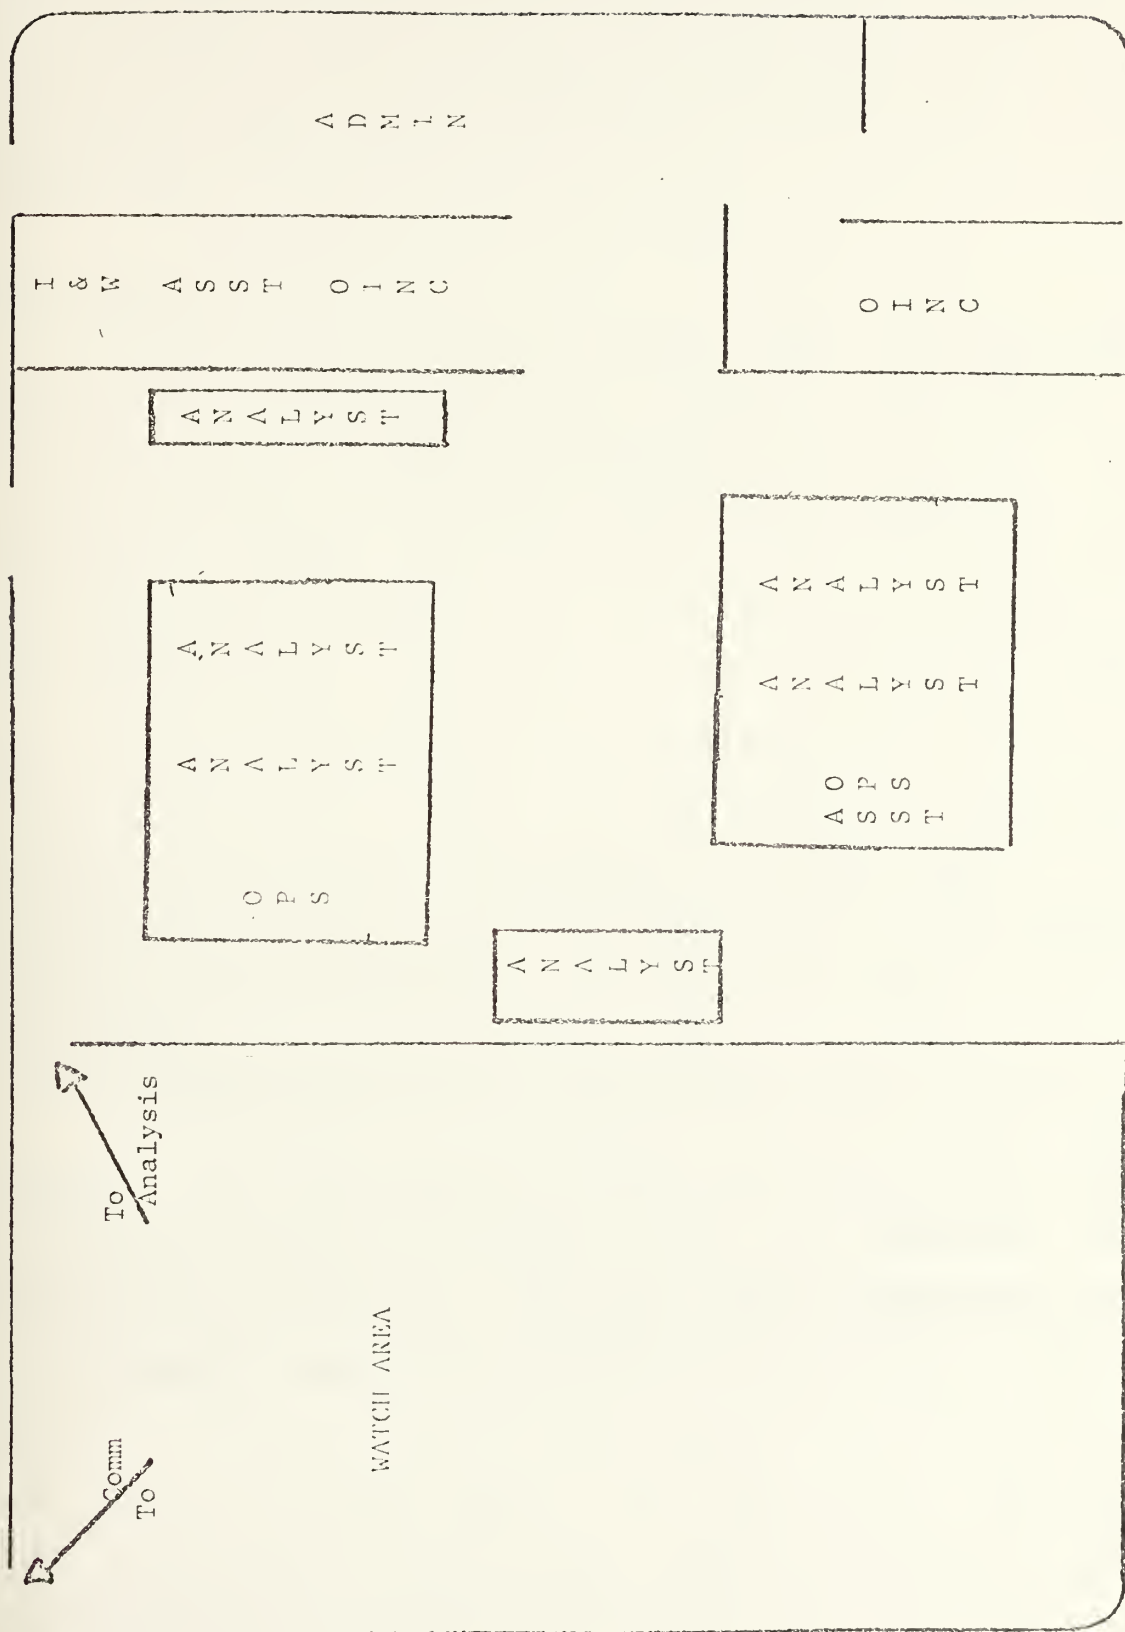 To
Comm
WATCH AREA
To
Analysis
OPS
ANALYST
ANALYST
ANALYST
ASST
OPS
ANALYST
ANALYST
ANALYST
I&W ASST OINC
OINC
ADMIN